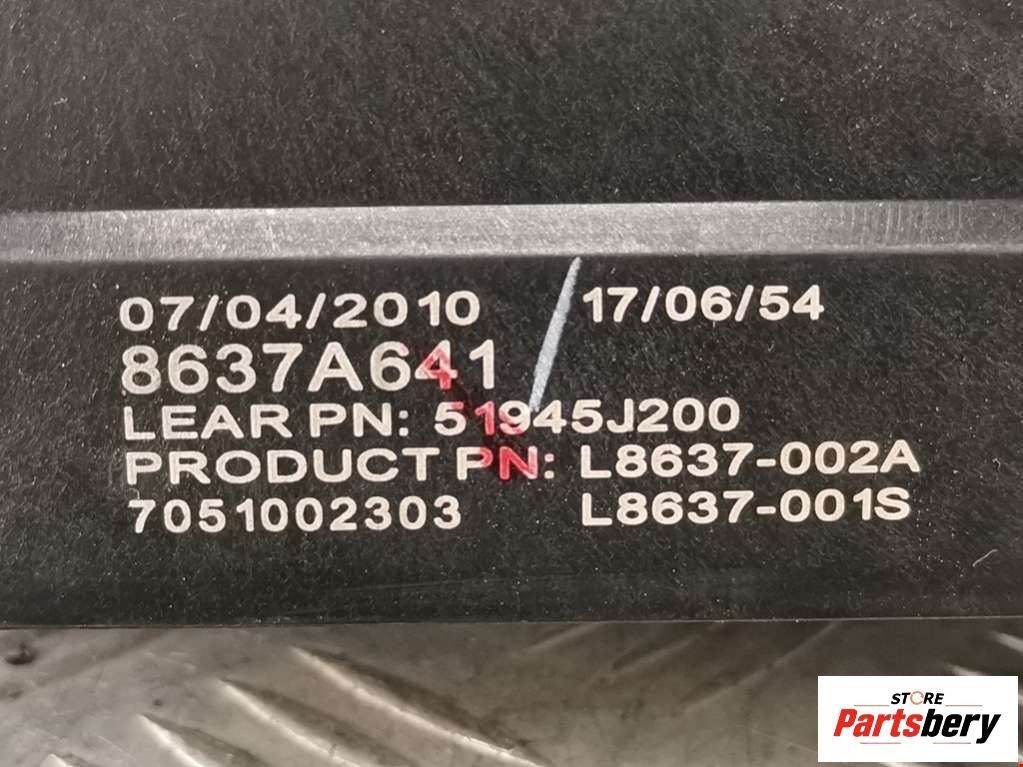 07/04/2010 17/06/54
8637A641
LEAR PN: 51945J200
PRODUCT PN: L8637-002A
7051002303 L8637-001S
STORE
Partsbery